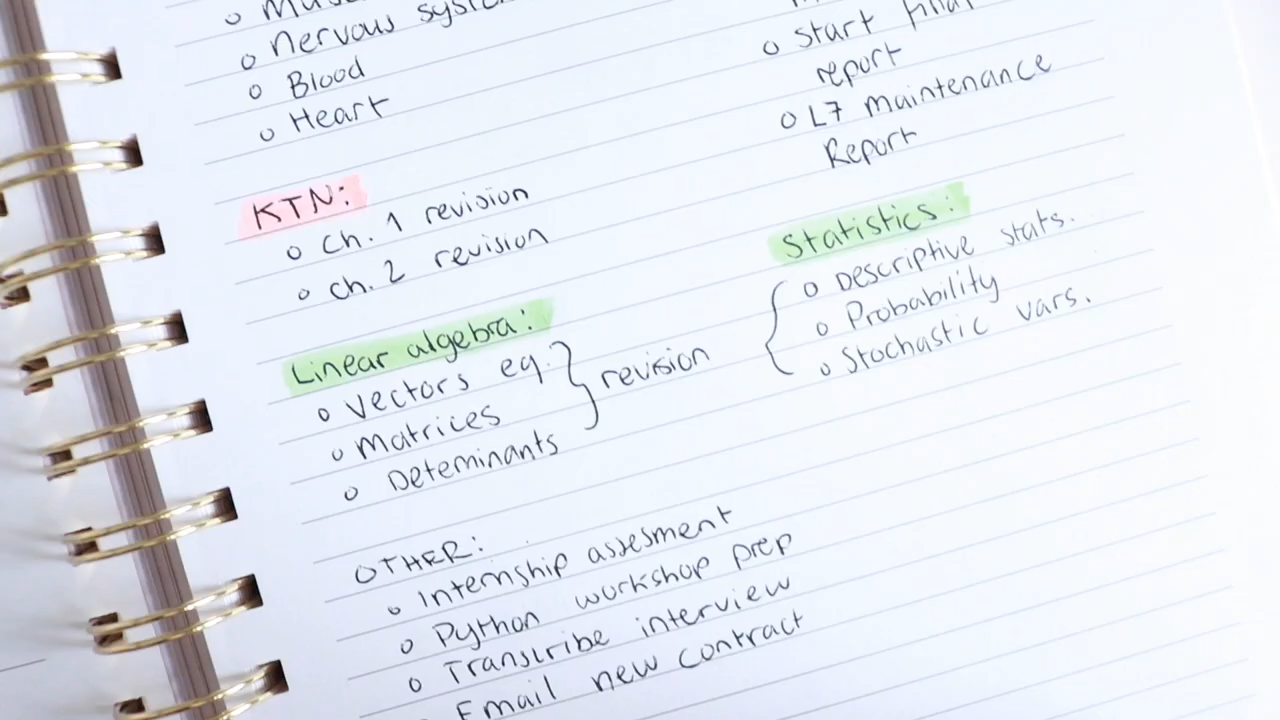 nervous
Blood
Heart
KTN:
ch. 1 revision
ch. 2 revision
Linear algebra:
vectors eq.
Matrices
Deteminants
revision
OTHER:
Internship assesment
Python workshop prep
Transcribe interview
Email new contract
start
report
L7 maintenance
Report
Statistics:
Descriptive stats.
Probability
Stochastic vars.